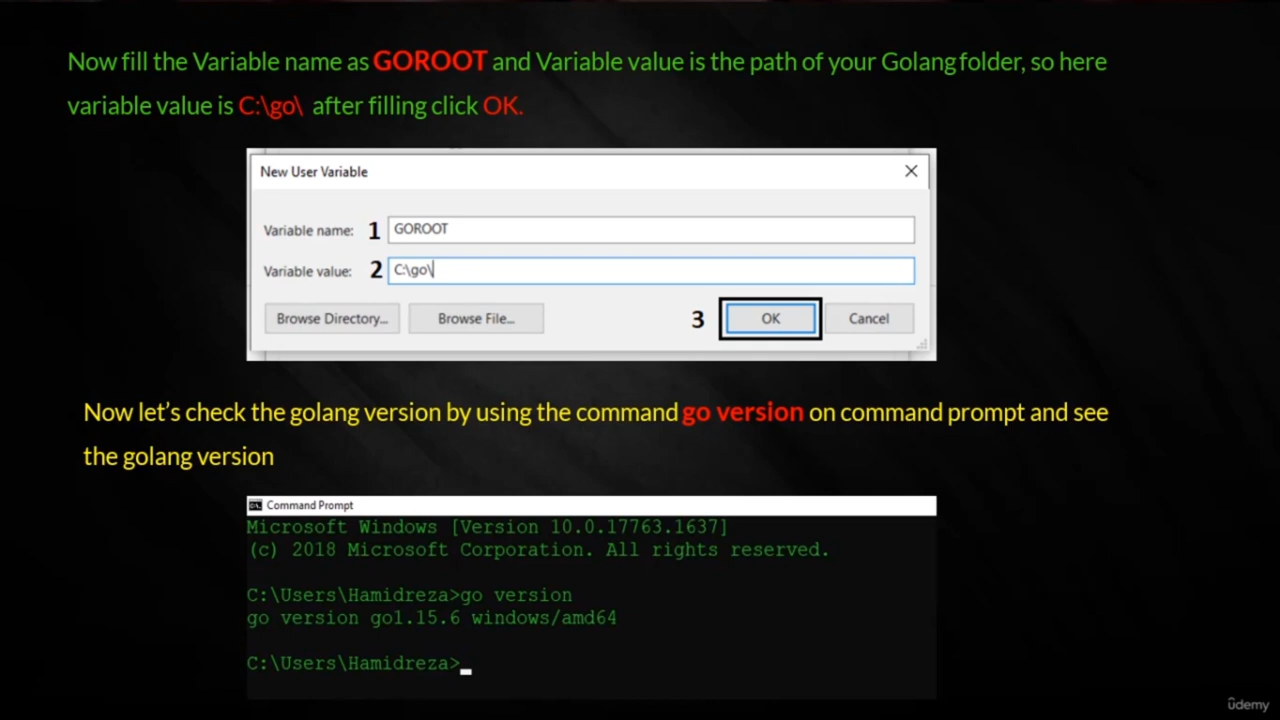 Now fill the Variable name as GOROOT and Variable value is the path of your Golang folder, so here
variable value is C:\go\ after filling click OK.
New User Variable
Variable name: 1 GOROOT
Variable value: 2 C:\go\
Browse Directory... Browse File... 3 OK Cancel
Now let's check the golang version by using the command go version on command prompt and see
the golang version
Command Prompt
Microsoft Windows [Version 10.0.17763.1637]
(c) 2018 Microsoft Corporation. All rights reserved.
C:\Users\Hamidreza>go version
go version go1.15.6 windows/amd64
C:\Users\Hamidreza>
udemy